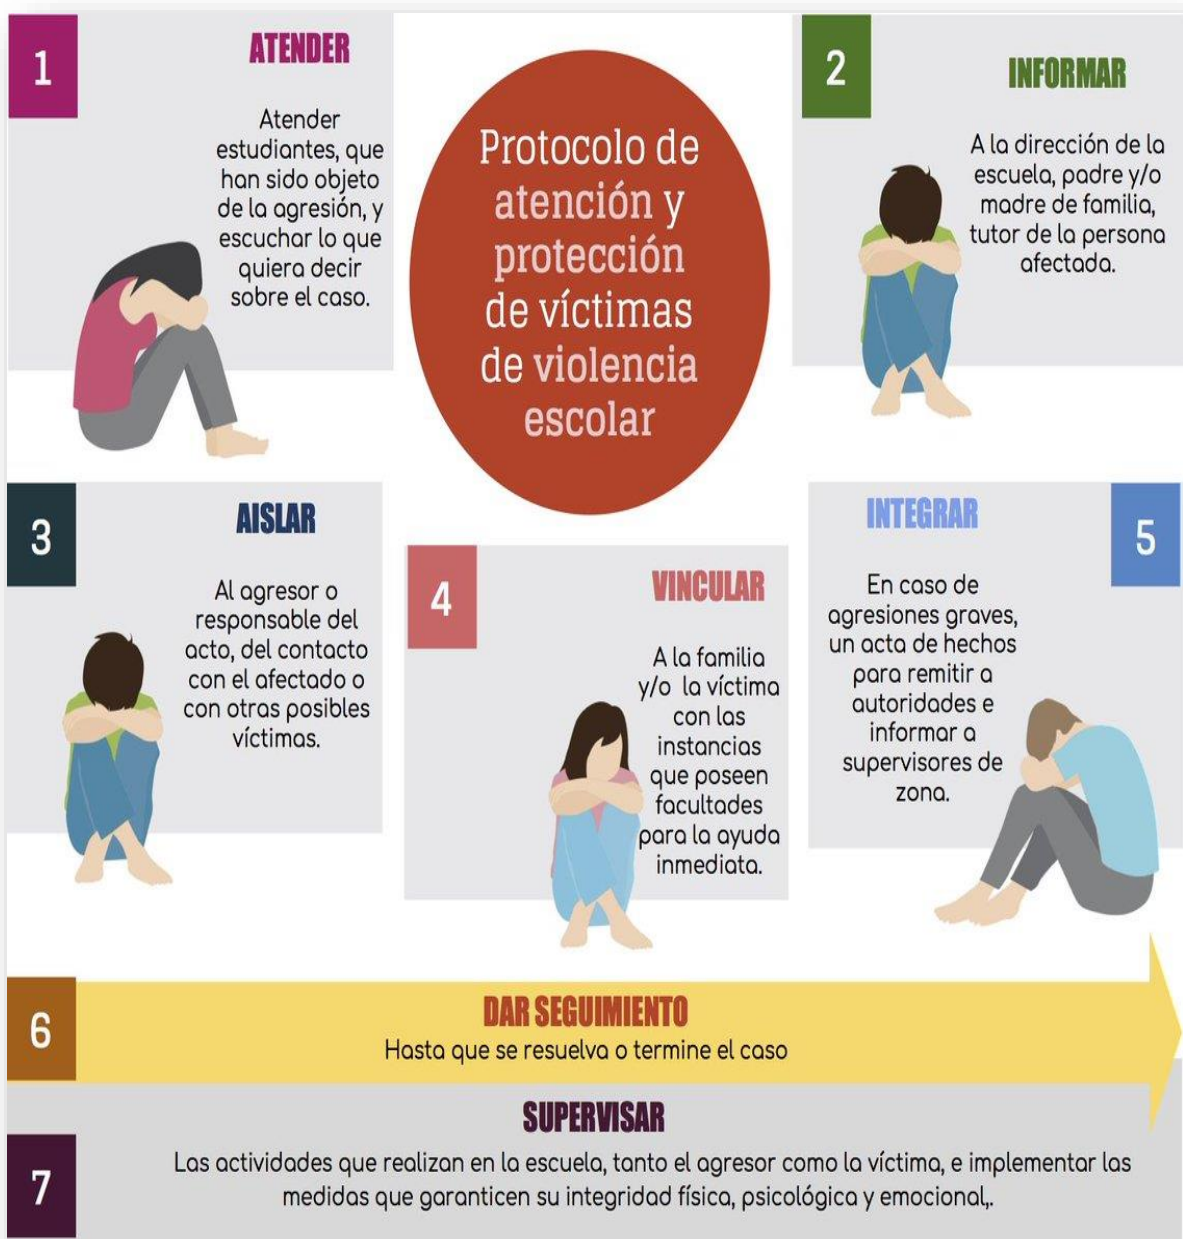 Protocolo de
atención y
protección
de víctimas
de violencia
escolar
1
ATENDER
Atender
estudiantes, que
han sido objeto
de la agresión, y
escuchar lo que
quiera decir
sobre el caso.
2
INFORMAR
A la dirección de la
escuela, padre y/o
madre de familia,
tutor de la persona
afectada.
3
AISLAR
Al agresor o
responsable del
acto, del contacto
con el afectado o
con otras posibles
víctimas.
4
VINCULAR
A la familia
y/o la víctima
con las
instancias
que poseen
facultades
para la ayuda
inmediata.
5
INTEGRAR
En caso de
agresiones graves,
un acta de hechos
para remitir a
autoridades e
informar a
supervisores de
zona.
6
DAR SEGUIMIENTO
Hasta que se resuelva o termine el caso
7
SUPERVISAR
Las actividades que realizan en la escuela, tanto el agresor como la víctima, e implementar las
medidas que garanticen su integridad física, psicológica y emocional,.